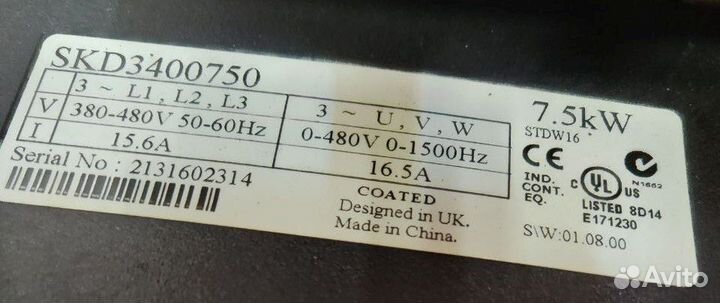 SKD3400750
3 ~ L1, L2, L3
V 380-480V 50-60Hz
I 15.6A
3 ~ U, V, W
0-480V 0-1500Hz
16.5A
Serial No : 2131602314
COATED
Designed in UK.
Made in China.
7.5kW
STDW16
CE
N1652
IND.
CONT.
EQ.
C UL US
LISTED 8D14
E171230
S\W:01.08.00
Avito